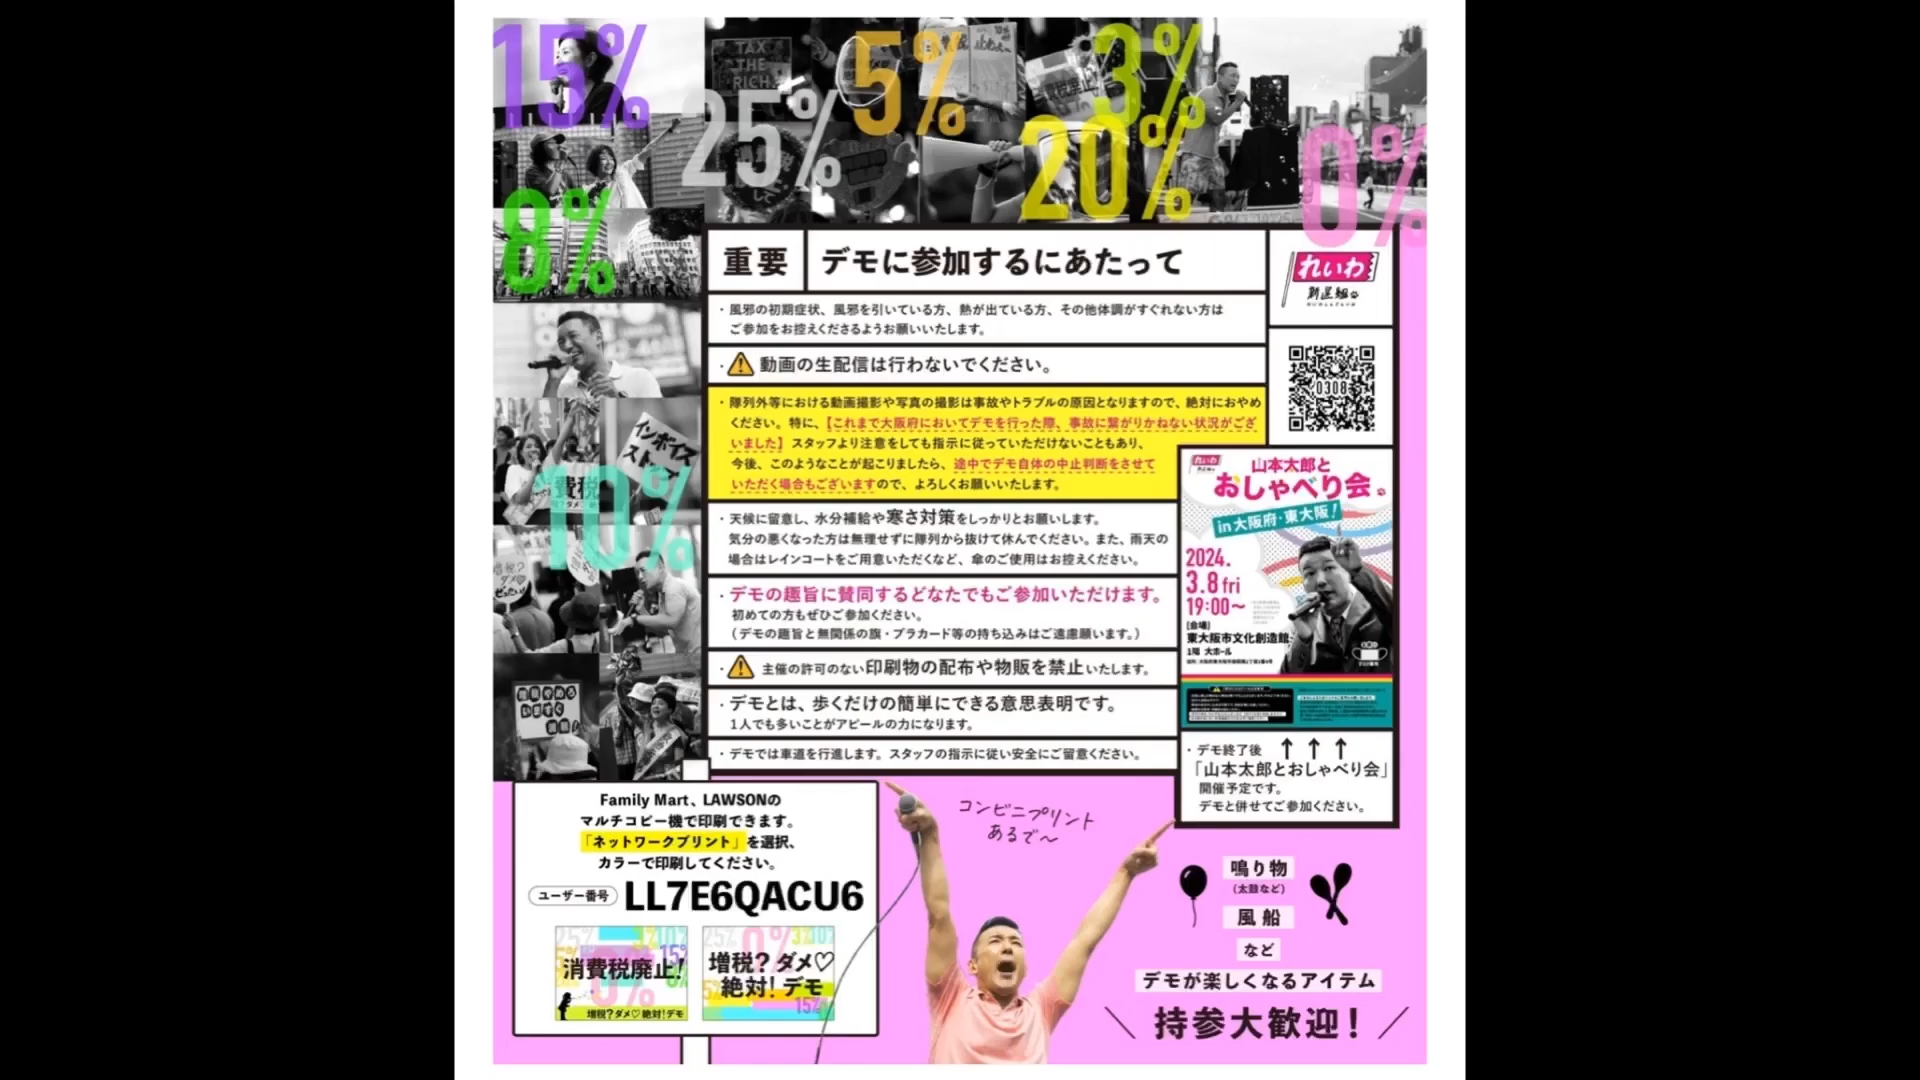 15%
25%
5%
3%
20%
0%
8%
10%
TAX
THE
RICH
重要
デモに参加するにあたって
れいわ
新選組
・風邪の初期症状、風邪を引いている方、熱が出ている方、その他体調がすぐれない方は
ご参加をお控えくださるようお願いいたします。
・動画の生配信は行わないでください。
0308
・隊列外等における動画撮影や写真の撮影は事故やトラブルの原因となりますので、絶対におやめ
ください。特に、【これまで大阪府においてデモを行った際、事故に繋がりかねない状況がござ
いました】スタッフより注意をしても指示に従っていただけないこともあり、
今後、このようなことが起こりましたら、途中でデモ自体の中止判断をさせて
いただく場合もございますので、よろしくお願いいたします。
・天候に留意し、水分補給や寒さ対策をしっかりとお願いします。
気分の悪くなった方は無理せずに隊列から抜けて休んでください。また、雨天の
場合はレインコートをご用意いただくなど、傘のご使用はお控えください。
・デモの趣旨に賛同するどなたでもご参加いただけます。
初めての方もぜひご参加ください。
（デモの趣旨と無関係の旗・プラカード等の持ち込みはご遠慮願います。）
・主催の許可のない印刷物の配布や物販を禁止いたします。
・デモとは、歩くだけの簡単にできる意思表明です。
1人でも多いことがアピールの力になります。
・デモでは車道を行進します。スタッフの指示に従い安全にご留意ください。
れいわ
山本太郎と
おしゃべり会
in大阪府・東大阪！
2024.
3.8 fri
19:00〜
[会場]
東大阪市文化創造館
1階 大ホール
・デモ終了後 ↑ ↑ ↑
「山本太郎とおしゃべり会」
開催予定です。
デモと併せてご参加ください。
インボイス
Family Mart、LAWSONの
マルチコピー機で印刷できます。
「ネットワークプリント」を選択、
カラーで印刷してください。
ユーザー番号 LL7E6QACU6
消費税廃止！
増税？ダメ♡絶対！デモ
増税？ダメ♡
絶対！デモ
コンビニプリント
あるで〜
鳴り物
（太鼓など）
風船
など
デモが楽しくなるアイテム
持参大歓迎！